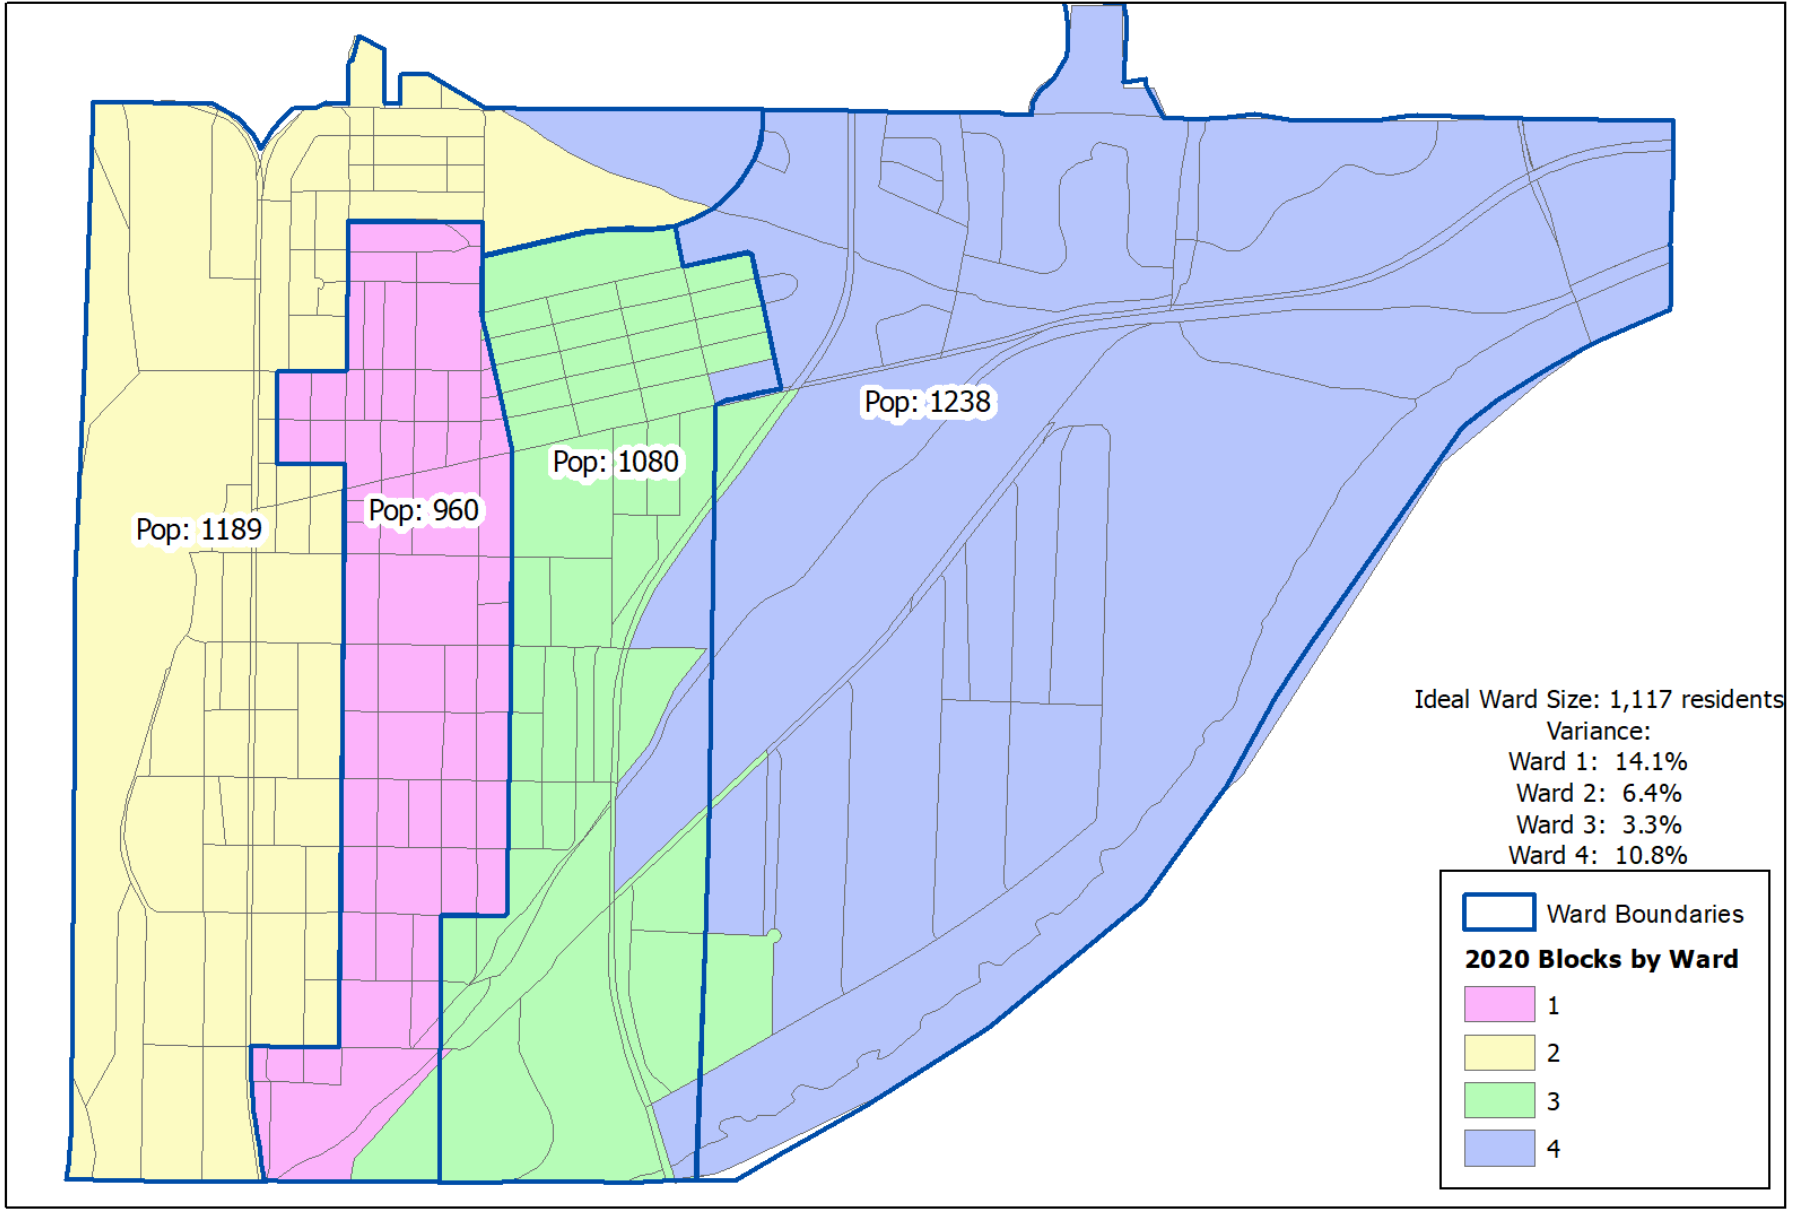 Pop: 1238
Pop: 1080
Pop: 960
Pop: 1189
Ideal Ward Size: 1,117 residents
Variance:
Ward 1: 14.1%
Ward 2: 6.4%
Ward 3: 3.3%
Ward 4: 10.8%
Ward Boundaries
2020 Blocks by Ward
1
2
3
4